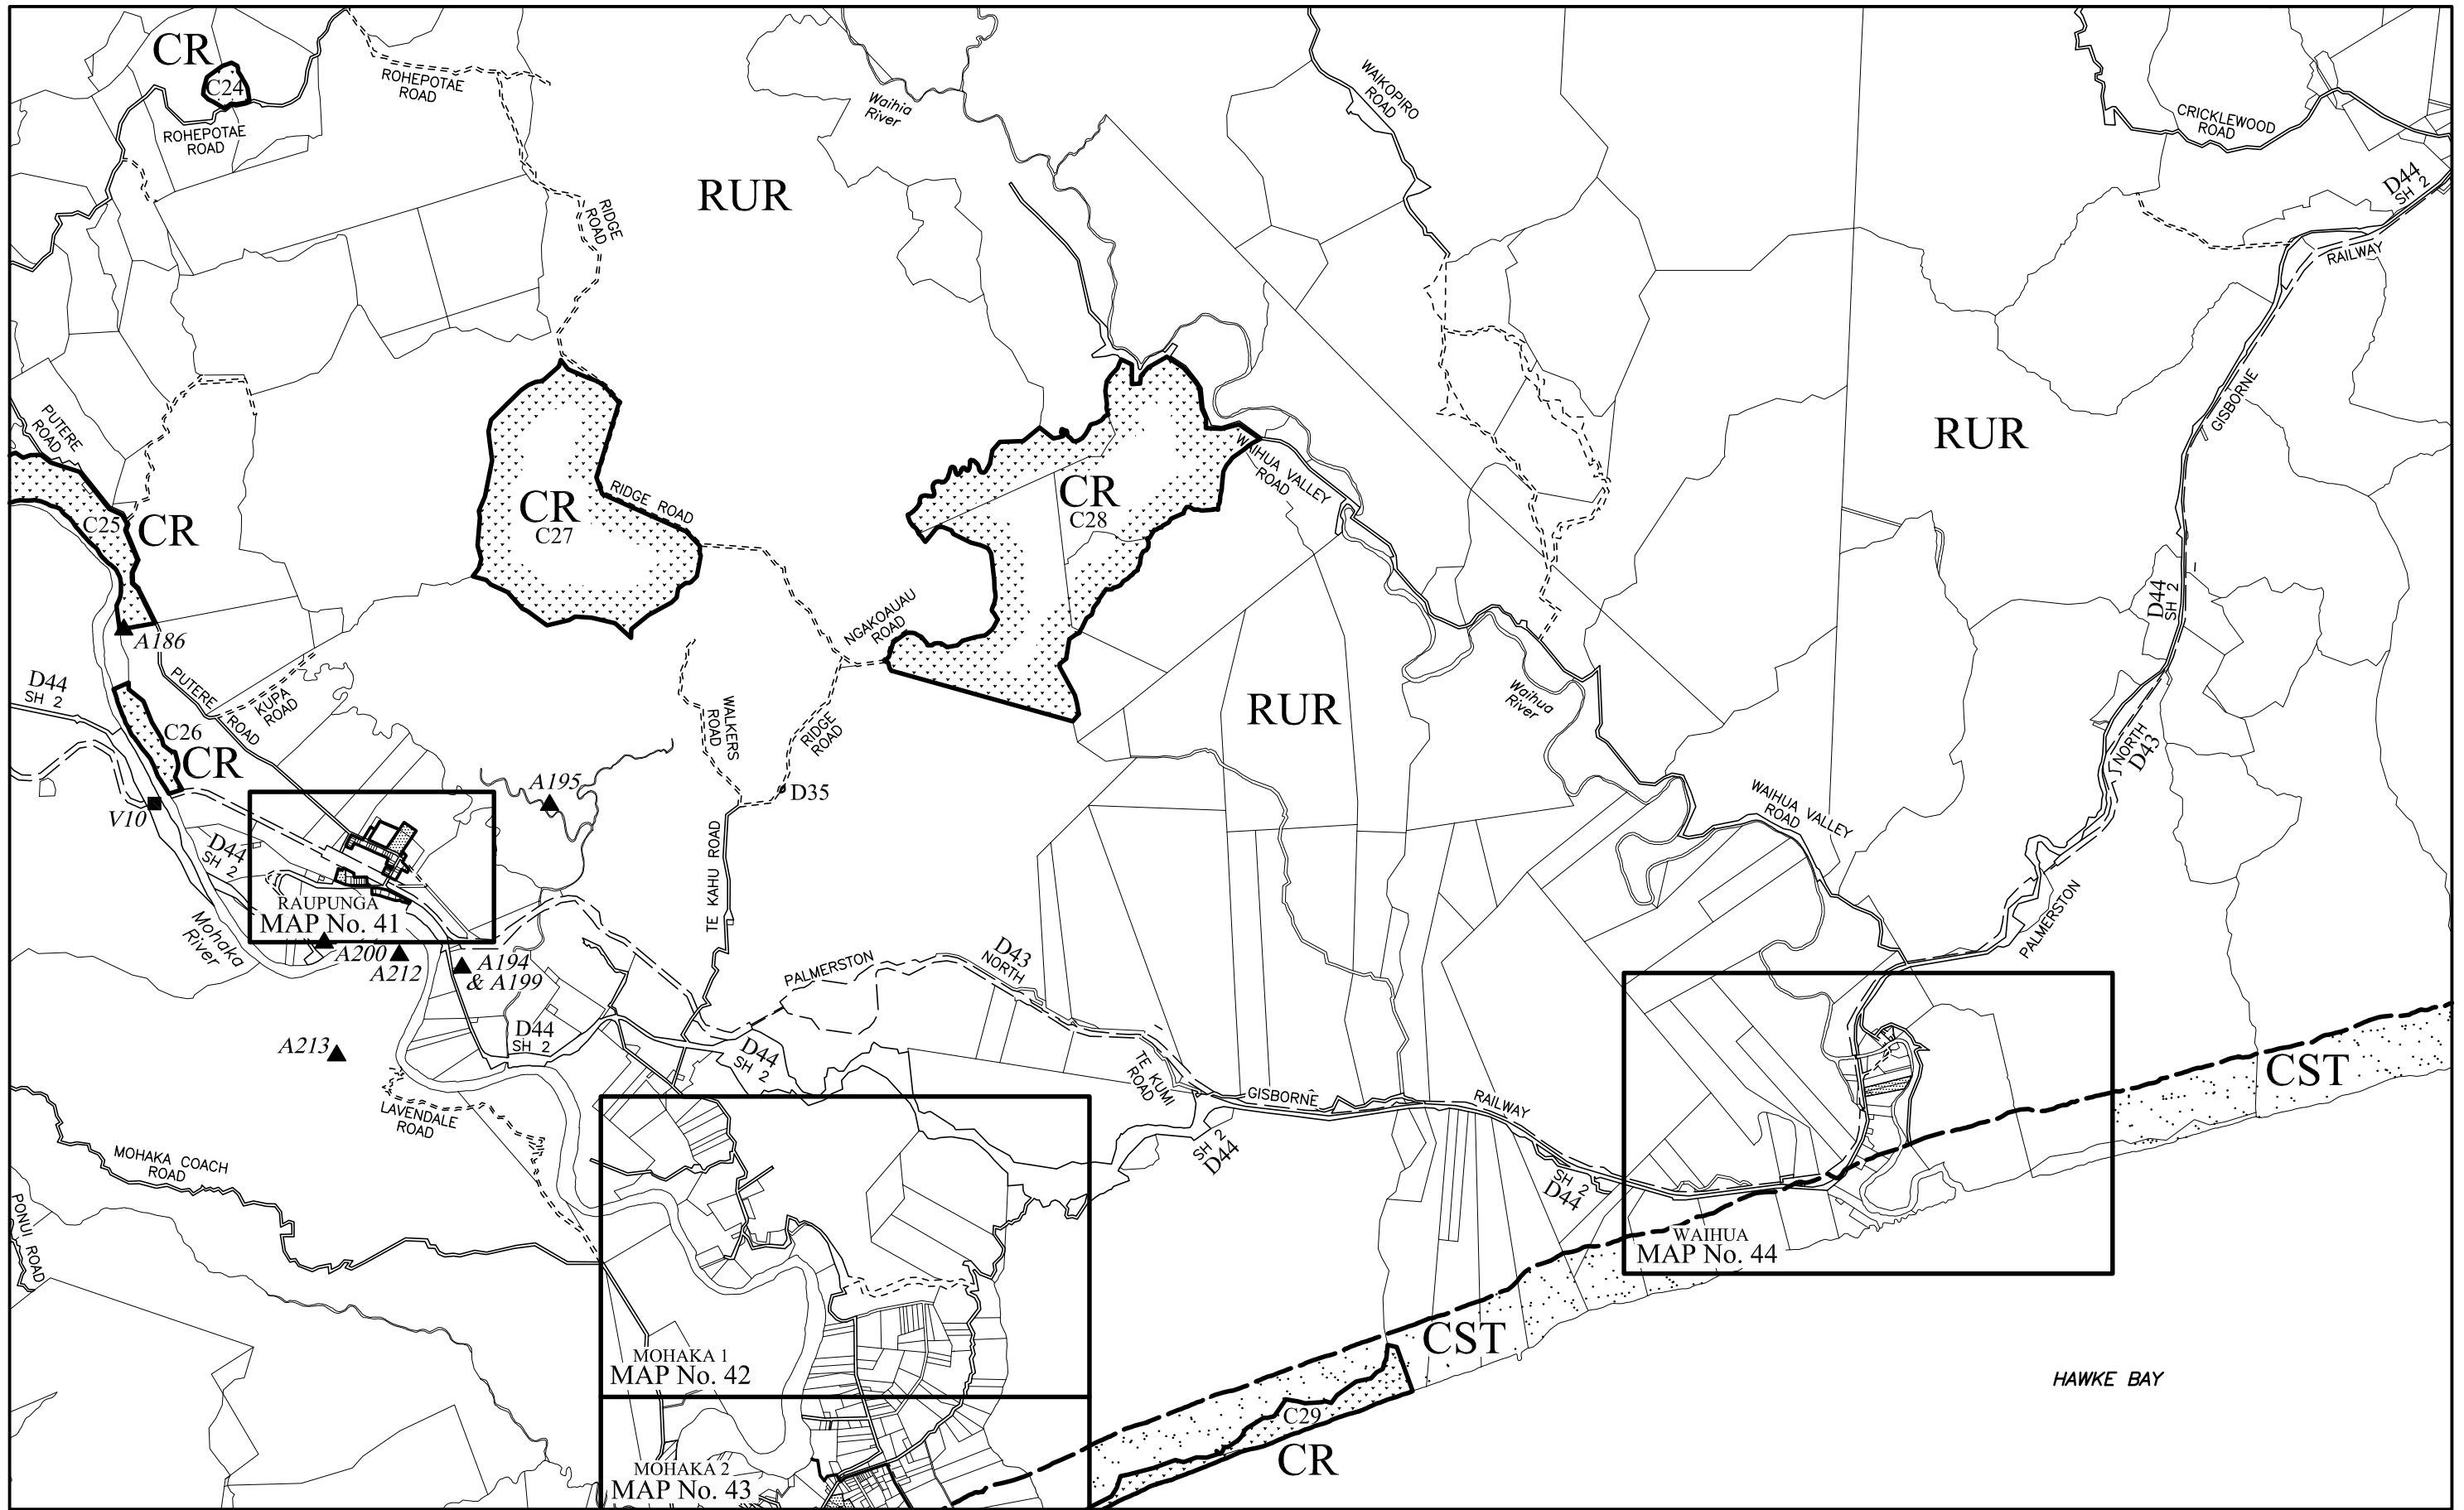 CR
C24
ROHEPOTAE
ROAD
ROHEPOTAE
ROAD
Waihia
River
WAIKOPIRO
ROAD
CRICKLEWOOD
ROAD
D44
SH 2
RUR
RIDGE
ROAD
RAILWAY
GISBORNE
RUR
PUTERE
ROAD
C25
CR
CR
C27
RIDGE ROAD
CR
C28
WAIHUA VALLEY
ROAD
A186
D44
SH 2
NGAKOAUAU
ROAD
D44
SH 2
PUTERE
ROAD
KUPA
ROAD
WALKERS
ROAD
RIDGE
ROAD
RUR
Waihua
River
C26
CR
NORTH
D43
A195
D35
V10
WAIHUA VALLEY
ROAD
D44
SH 2
TE KAHU ROAD
RAUPUNGA
MAP No. 41
Mohaka
River
A200
A212
A194
& A199
PALMERSTON
D43
NORTH
PALMERSTON
D44
SH 2
A213
D44
SH 2
TE KUMI
ROAD
GISBORNE
RAILWAY
CST
LAVENDALE
ROAD
SH 2
D44
MOHAKA COACH
ROAD
SH 2
D44
PONUI ROAD
WAIHUA
MAP No. 44
CST
MOHAKA 1
MAP No. 42
HAWKE BAY
C29
CR
MOHAKA 2
MAP No. 43